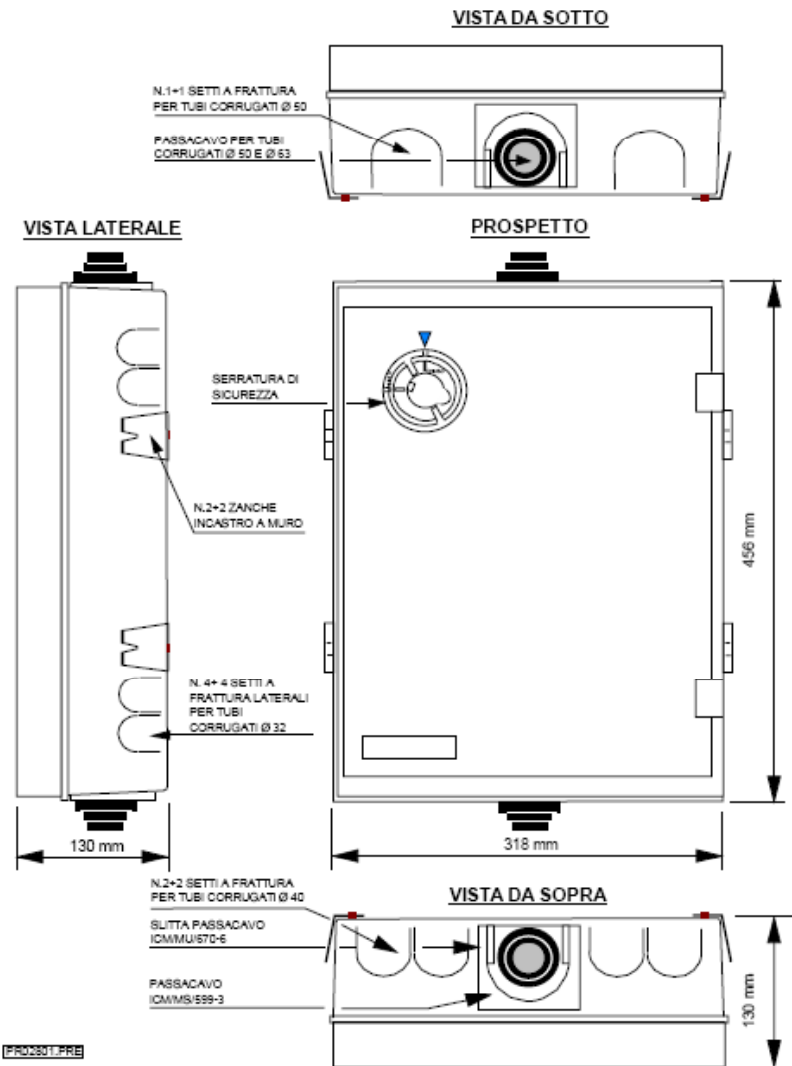 VISTA DA SOTTO
N.1+1 SETTI A FRATTURA
PER TUBI CORRUGATI Ø 50
PASSACAVO PER TUBI
CORRUGATI Ø 50 E Ø 63
VISTA LATERALE
PROSPETTO
SERRATURA DI
SICUREZZA
N.2+2 ZANCHE
INCASTRO A MURO
456 mm
N. 4+ 4 SETTI A
FRATTURA LATERALI
PER TUBI
CORRUGATI Ø 32
130 mm
318 mm
N.2+2 SETTI A FRATTURA
PER TUBI CORRUGATI Ø 40
VISTA DA SOPRA
SLITTA PASSACAVO
ICM/MU/670-6
PASSACAVO
ICM/MS/599-3
130 mm
PRD2801.PRE